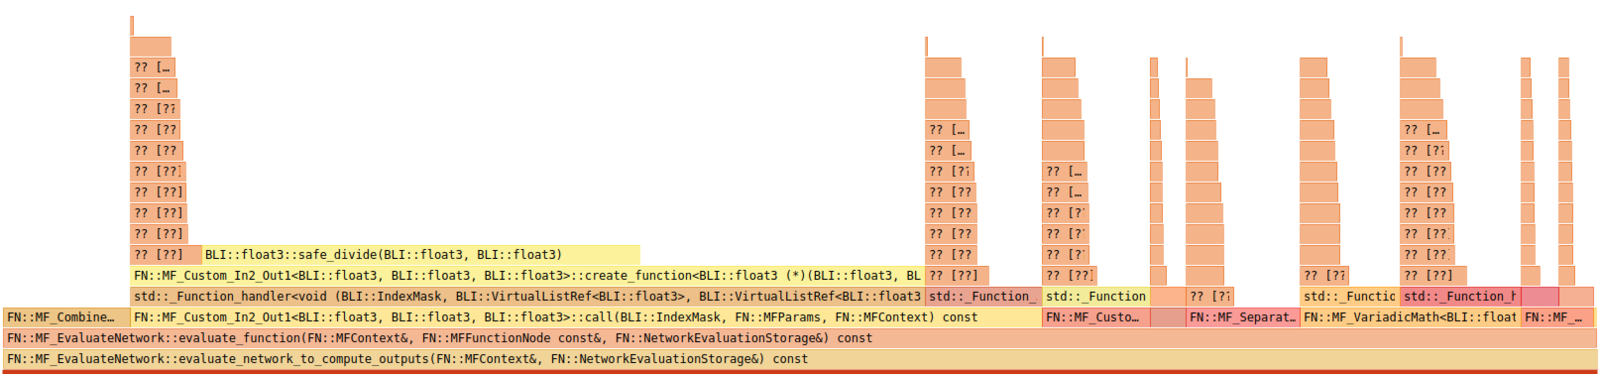 ?? […
?? […
?? [??
?? [?? ?? […  ?? […
?? [?? ?? […  ?? [??
?? [??] ?? [?? ?? [… ?? [??
?? [??] ?? [?? ?? [… ?? [??
?? [??] ?? [?? ?? [?? ?? [??
?? [??] ?? [?? ?? [?? ?? [??
?? [??] BLI::float3::safe_divide(BLI::float3, BLI::float3) ?? [?? ?? [?? ?? [??
FN::MF_Custom_In2_Out1<BLI::float3, BLI::float3, BLI::float3>::create_function<BLI::float3 (*)(BLI::float3, BL ?? [??] ?? [??] ?? [?? ?? [??]
std::_Function_handler<void (BLI::IndexMask, BLI::VirtualListRef<BLI::float3>, BLI::VirtualListRef<BLI::float3 std::_Function_ std::_Function ?? [? std::_Functic std::_Function_h
FN::MF_Combine… FN::MF_Custom_In2_Out1<BLI::float3, BLI::float3, BLI::float3>::call(BLI::IndexMask, FN::MFParams, FN::MFContext) const FN::MF_Custo… FN::MF_Separat… FN::MF_VariadicMath<BLI::float FN::MF_…
FN::MF_EvaluateNetwork::evaluate_function(FN::MFContext&, FN::MFFunctionNode const&, FN::NetworkEvaluationStorage&) const
FN::MF_EvaluateNetwork::evaluate_network_to_compute_outputs(FN::MFContext&, FN::NetworkEvaluationStorage&) const